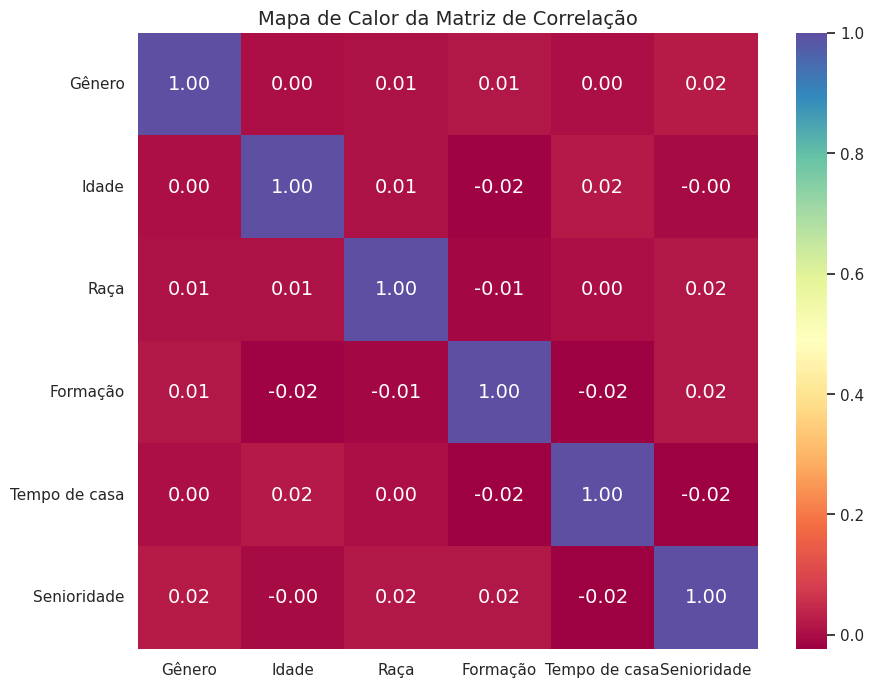 Mapa de Calor da Matriz de Correlação
Gênero 1.00 0.00 0.01 0.01 0.00 0.02
Idade 0.00 1.00 0.01 -0.02 0.02 -0.00
Raça 0.01 0.01 1.00 -0.01 0.00 0.02
Formação 0.01 -0.02 -0.01 1.00 -0.02 0.02
Tempo de casa 0.00 0.02 0.00 -0.02 1.00 -0.02
Senioridade 0.02 -0.00 0.02 0.02 -0.02 1.00
Gênero Idade Raça Formação Tempo de casa Senioridade
1.0
0.8
0.6
0.4
0.2
0.0